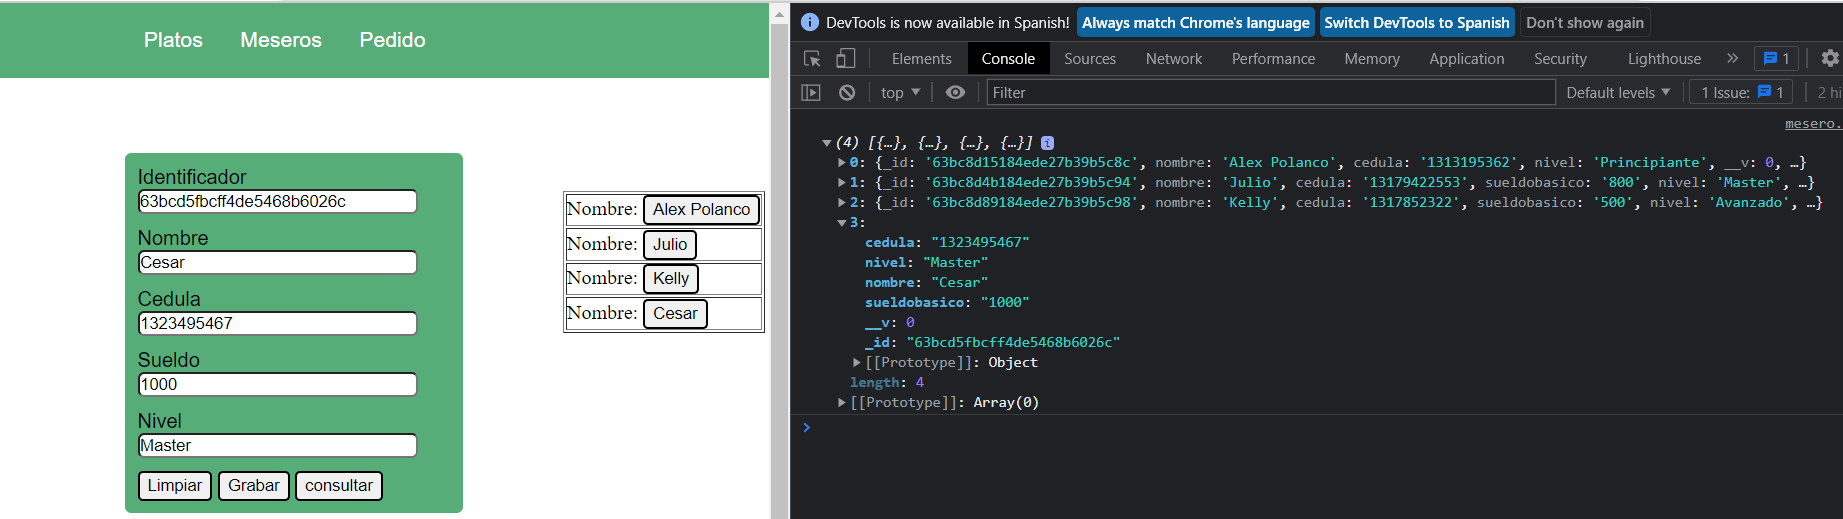 Platos Meseros Pedido
Identificador
63bcd5fbcff4de5468b6026c
Nombre
Cesar
Cedula
1323495467
Sueldo
1000
Nivel
Master
Limpiar Grabar consultar
Nombre: Alex Polanco
Nombre: Julio
Nombre: Kelly
Nombre: Cesar
DevTools is now available in Spanish! Always match Chrome's language Switch DevTools to Spanish Don't show again
Elements Console Sources Network Performance Memory Application Security Lighthouse 1
top Filter Default levels 1 Issue: 1 2 hi
mesero.
(4) [{…}, {…}, {…}, {…}] i
0: {_id: '63bc8d15184ede27b39b5c8c', nombre: 'Alex Polanco', cedula: '1313195362', nivel: 'Principiante', __v: 0, …}
1: {_id: '63bc8d4b184ede27b39b5c94', nombre: 'Julio', cedula: '13179422553', sueldobasico: '800', nivel: 'Master', …}
2: {_id: '63bc8d89184ede27b39b5c98', nombre: 'Kelly', cedula: '1317852322', sueldobasico: '500', nivel: 'Avanzado', …}
3:
cedula: "1323495467"
nivel: "Master"
nombre: "Cesar"
sueldobasico: "1000"
__v: 0
_id: "63bcd5fbcff4de5468b6026c"
[[Prototype]]: Object
length: 4
[[Prototype]]: Array(0)